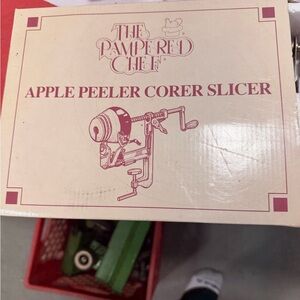 THE
PAMPERED
CHEF
APPLE PEELER CORER SLICER